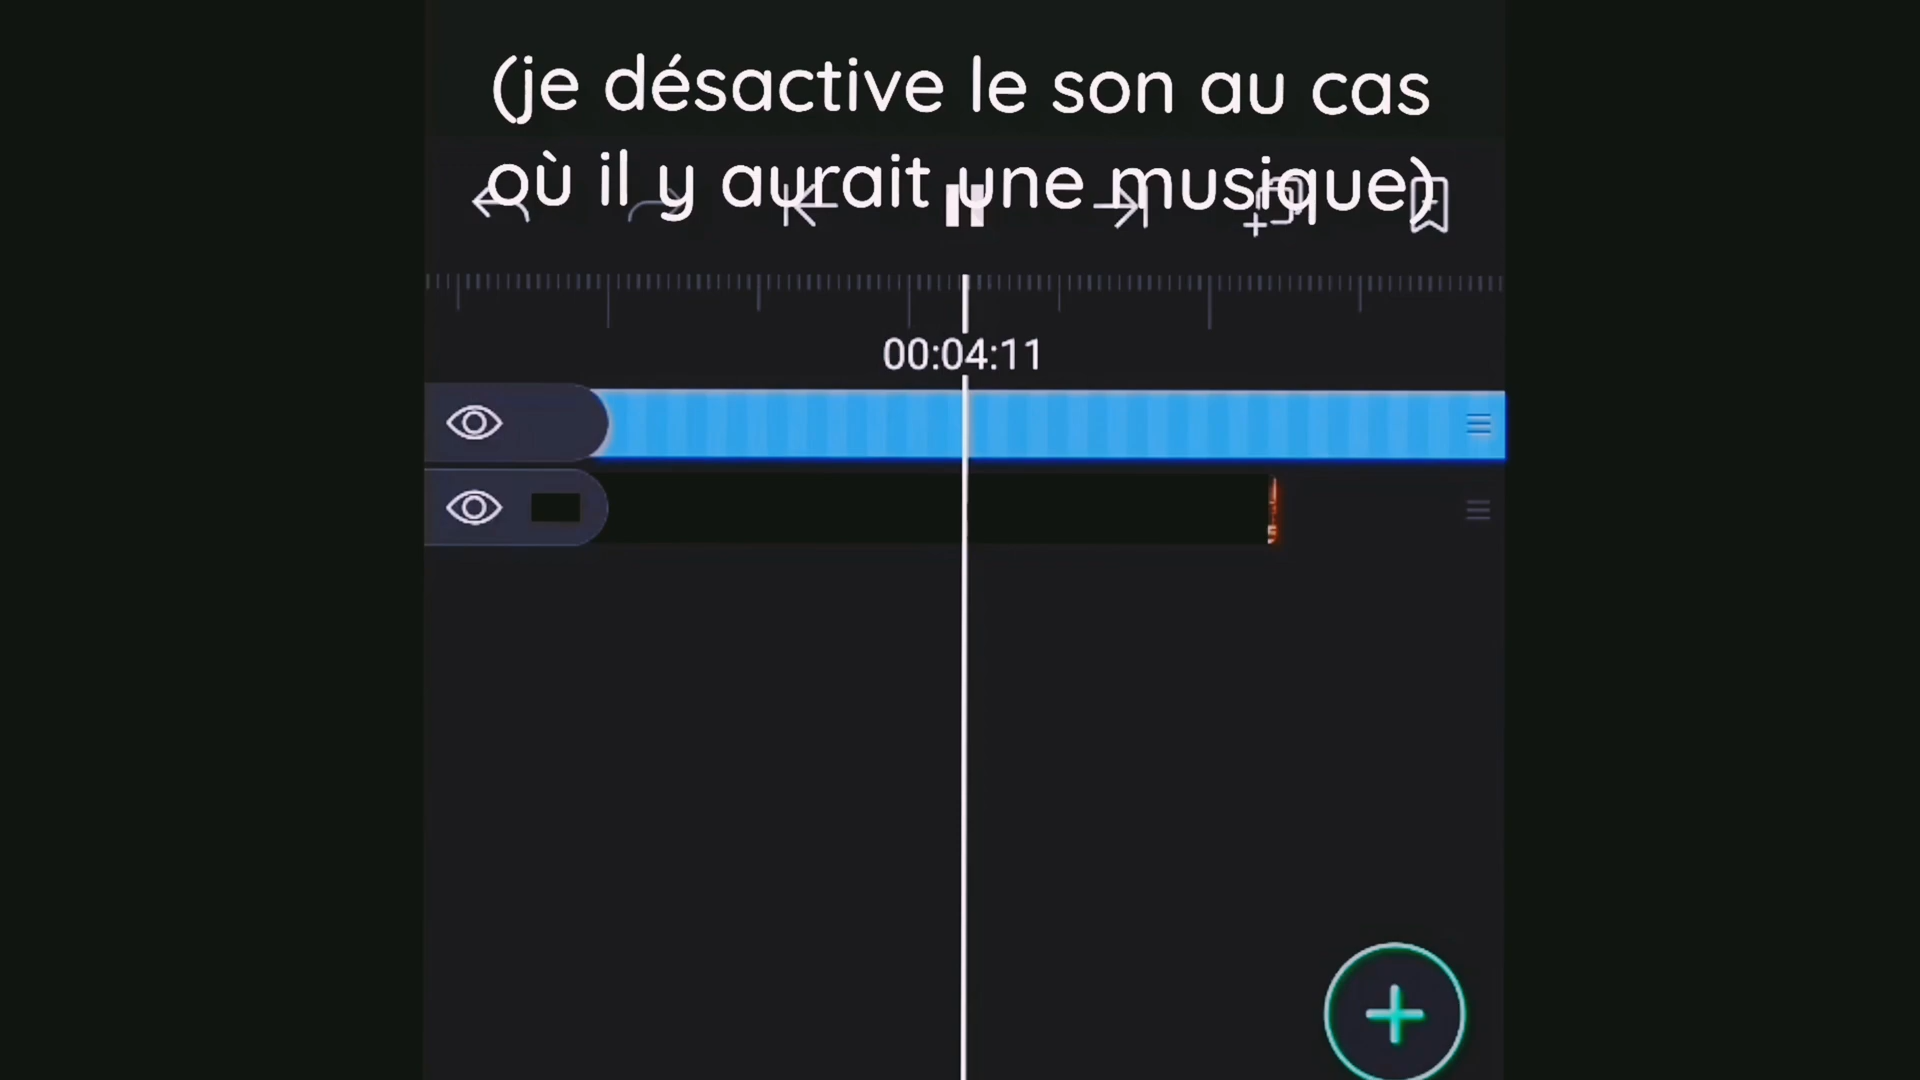 (je désactive le son au cas
où il y aurait une musique)
00:04:11